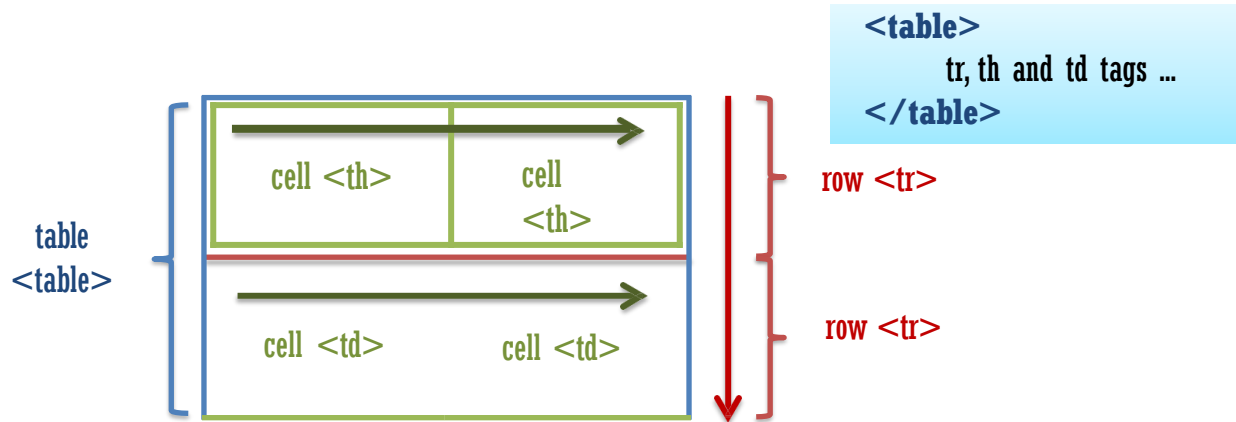 <table>
tr, th and td tags ...
</table>
cell <th>
cell
<th>
row <tr>
table
<table>
cell <td>
cell <td>
row <tr>